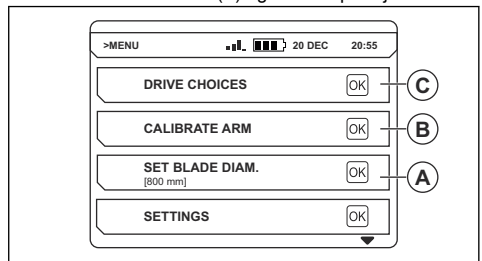 >MENU 20 DEC 20:55
DRIVE CHOICES OK C
CALIBRATE ARM OK B
SET BLADE DIAM. OK A
[800 mm]
SETTINGS OK